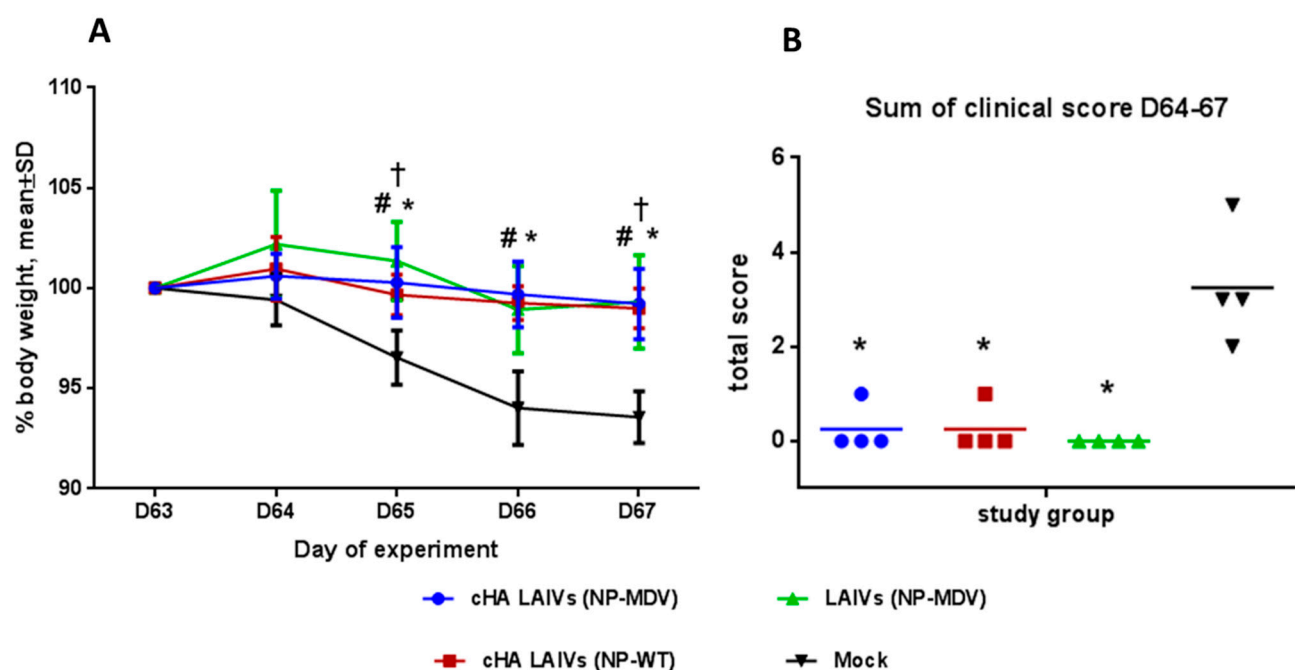 A
B
% body weight, mean±SD
110
105
100
95
90
†
# *
# *
†
# *
D63
D64
D65
D66
D67
Day of experiment
Sum of clinical score D64-67
total score
6
4
2
0
*
*
*
study group
cHA LAIVs (NP-MDV)
LAIVs (NP-MDV)
cHA LAIVs (NP-WT)
Mock